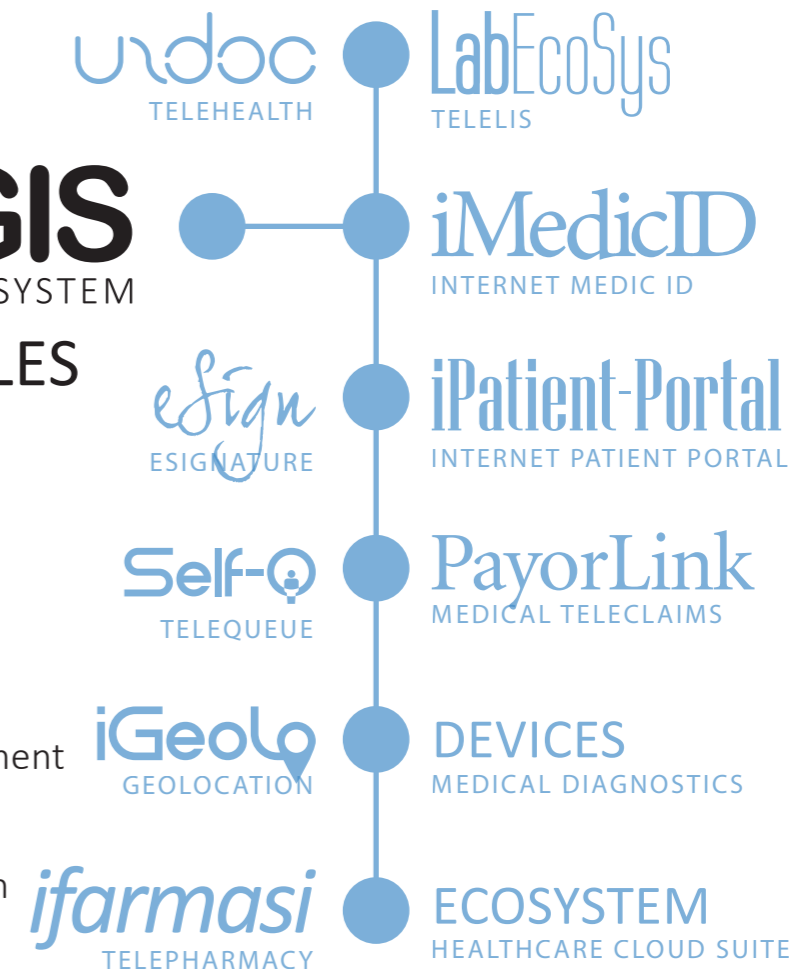 urdoc
TELEHEALTH
LabEcoSys
TELELIS
GIS
SYSTEM
LES
iMedicID
INTERNET MEDIC ID
eSign
ESIGNATURE
iPatient-Portal
INTERNET PATIENT PORTAL
Self-Q
TELEQUEUE
PayorLink
MEDICAL TELECLAIMS
ment
iGeolo
GEOLOCATION
DEVICES
MEDICAL DIAGNOSTICS
ifarmasi
TELEPHARMACY
ECOSYSTEM
HEALTHCARE CLOUD SUITE